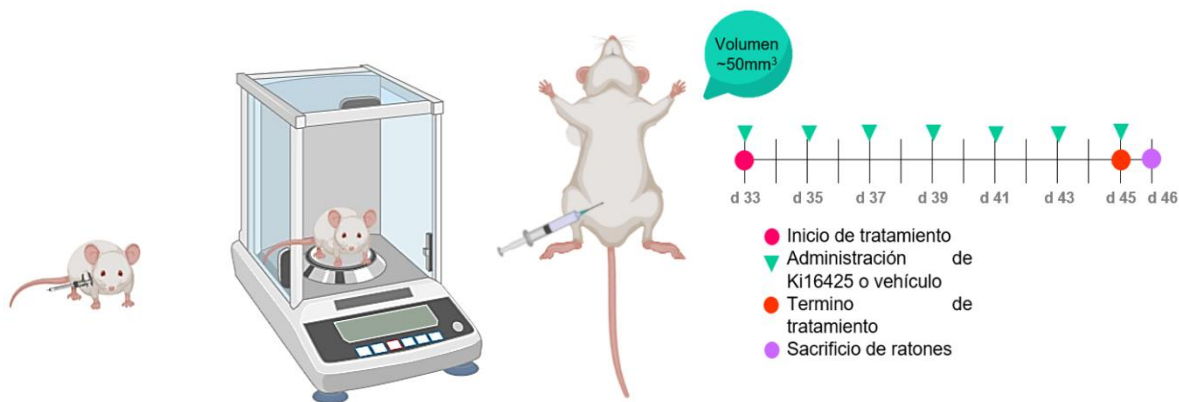 Volumen
~50mm³
d 33 d 35 d 37 d 39 d 41 d 43 d 45 d 46
Inicio de tratamiento
Administración de
Ki16425 o vehículo
Termino de
tratamiento
Sacrificio de ratones